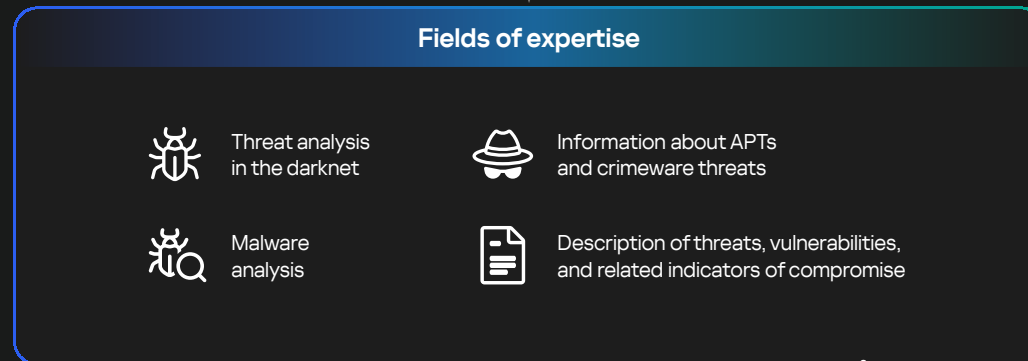 Fields of expertise
Threat analysis
in the darknet
Information about APTs
and crimeware threats
Malware
analysis
Description of threats, vulnerabilities,
and related indicators of compromise